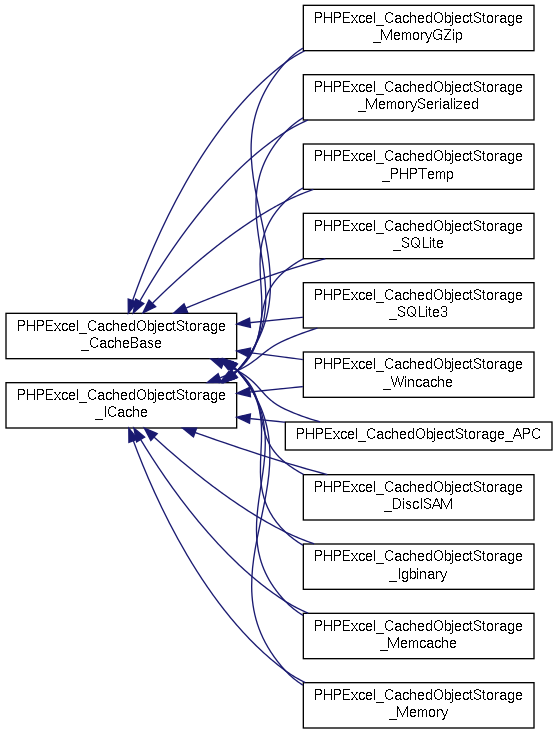 PHPExcel_CachedObjectStorage
_MemoryGZip
PHPExcel_CachedObjectStorage
_MemorySerialized
PHPExcel_CachedObjectStorage
_PHPTemp
PHPExcel_CachedObjectStorage
_SQLite
PHPExcel_CachedObjectStorage
_SQLite3
PHPExcel_CachedObjectStorage
_CacheBase
PHPExcel_CachedObjectStorage
_Wincache
PHPExcel_CachedObjectStorage
_ICache
PHPExcel_CachedObjectStorage_APC
PHPExcel_CachedObjectStorage
_DiscISAM
PHPExcel_CachedObjectStorage
_Igbinary
PHPExcel_CachedObjectStorage
_Memcache
PHPExcel_CachedObjectStorage
_Memory